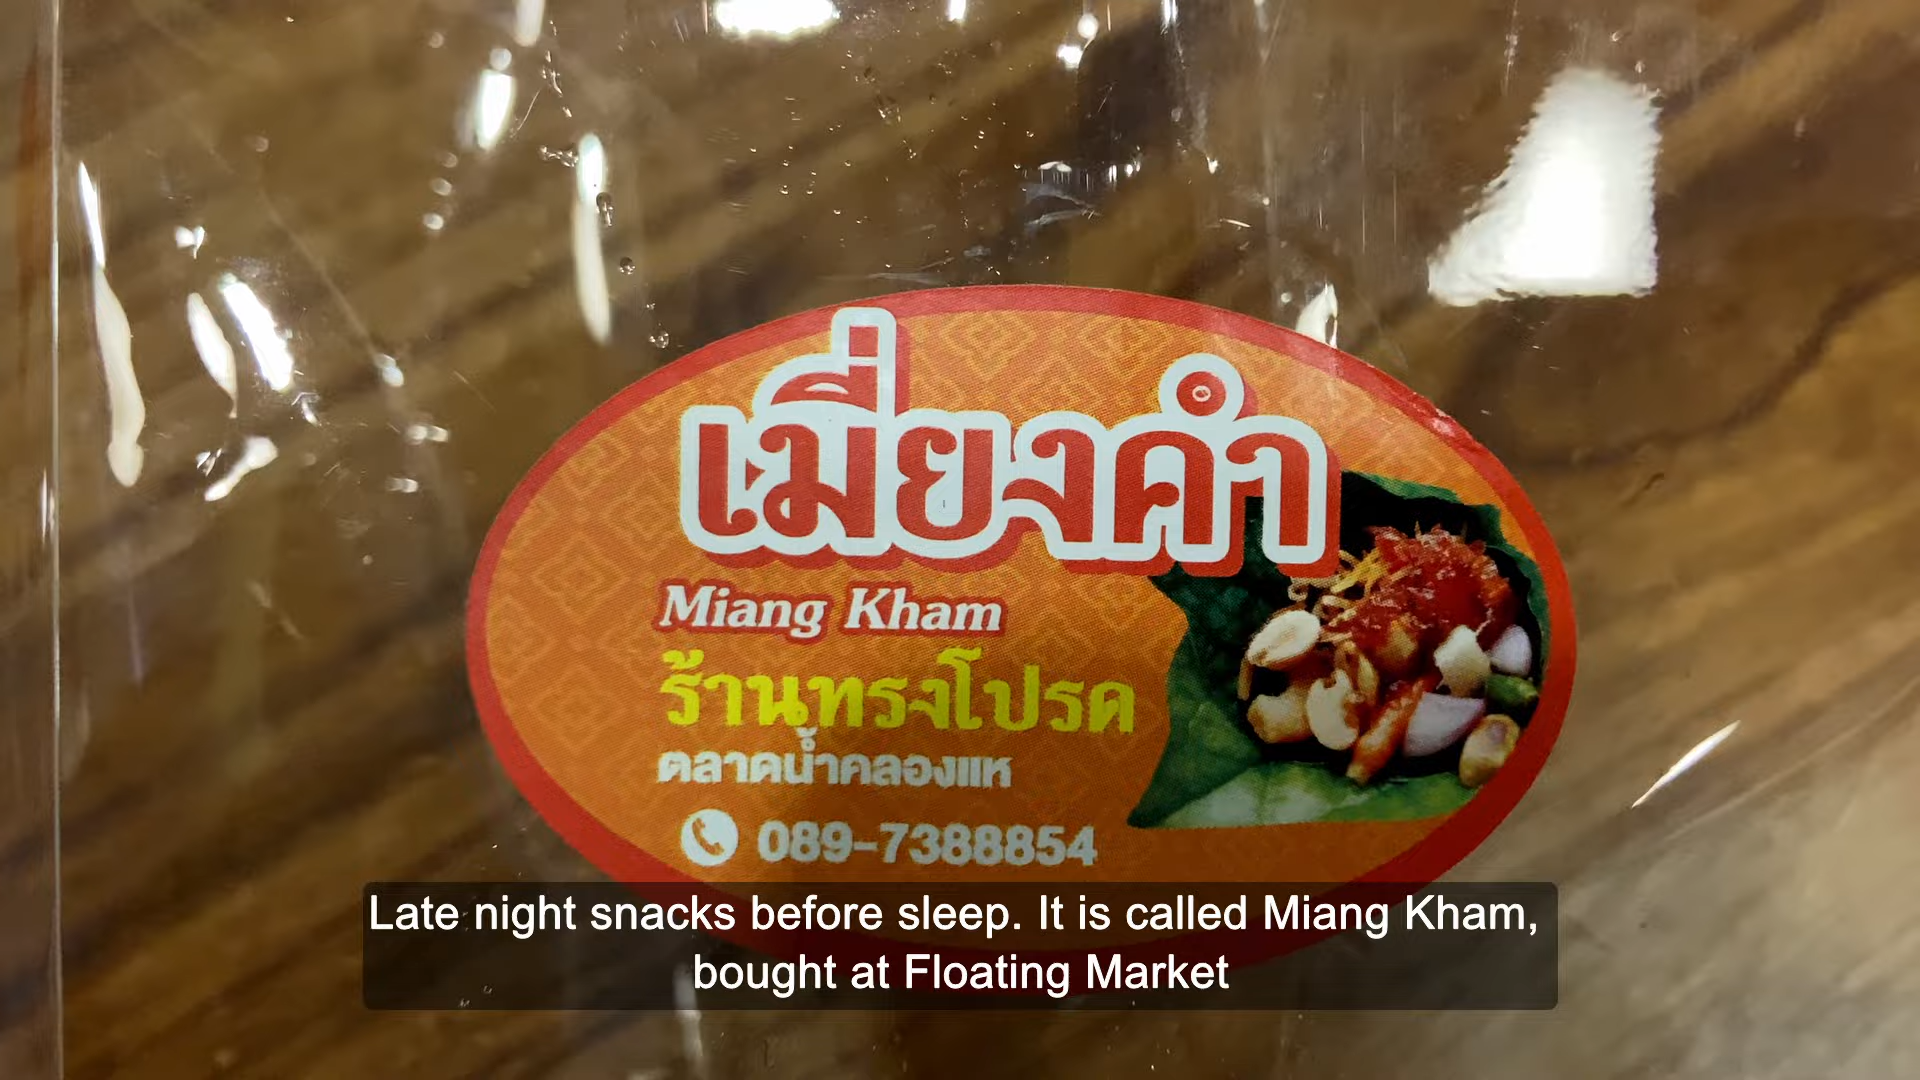 เมี่ยงคำ
Miang Kham
ร้านทรงโปรด
ตลาดน้ำคลองแห
089-7388854
Late night snacks before sleep. It is called Miang Kham,
bought at Floating Market